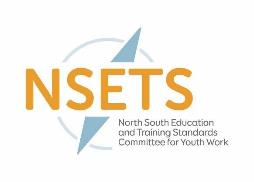 NSETS
North South Education
and Training Standards
Committee for Youth Work